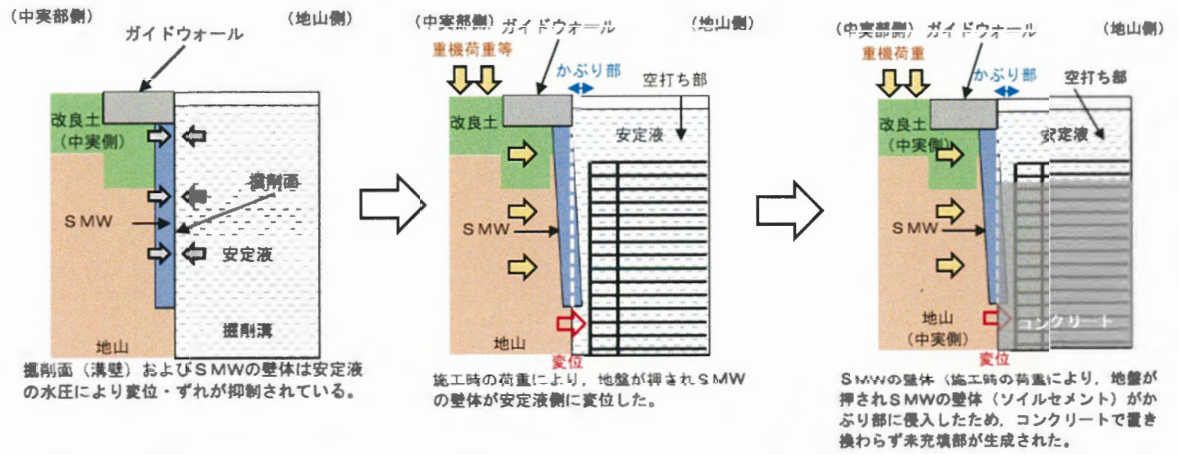 (中実部側)
(地山側)
ガイドウォール
改良土
(中実側)
掘削面
SMW
安定液
掘削溝
地山
掘削面(溝壁)およびSMWの壁体は安定液
の水圧により変位・ずれが抑制されている。
(中実部側)
ガイドウォール
(地山側)
重機荷重等
かぶり部
空打ち部
改良土
安定液
SMW
地山
変位
施工時の荷重により,地盤が押されSMW
の壁体が安定液側に変位した。
(中実部側)
ガイドウォール
(地山側)
重機荷重
かぶり部
空打ち部
改良土
(中実側)
安定液
SMW
地山
(中実側)
コンクリート
変位
SMWの壁体(施工時の荷重により,地盤が
押されSMWの壁体(ソイルセメント)がか
ぶり部に侵入したため,コンクリートで置き
換わらず未充填部が生成された。